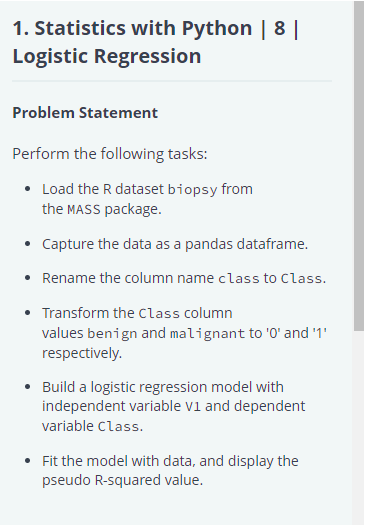 1. Statistics with Python | 8 |
Logistic Regression
Problem Statement
Perform the following tasks:
• Load the R dataset biopsy from
the MASS package.
• Capture the data as a pandas dataframe.
• Rename the column name class to Class.
• Transform the Class column
values benign and malignant to '0' and '1'
respectively.
• Build a logistic regression model with
independent variable V1 and dependent
variable Class.
• Fit the model with data, and display the
pseudo R-squared value.